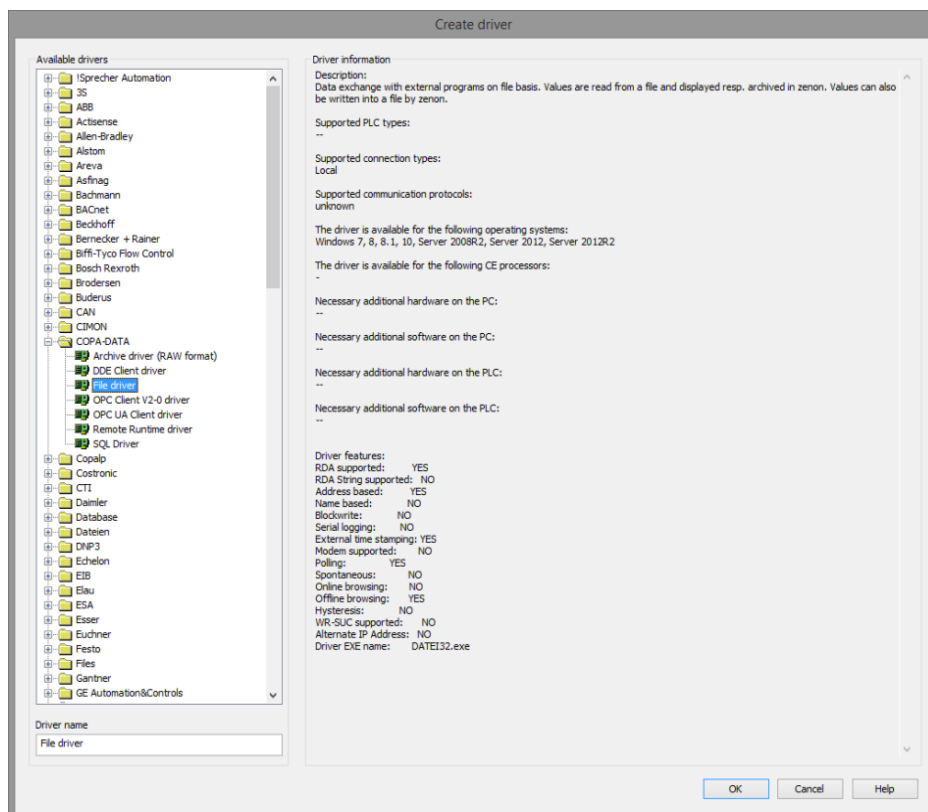 Create driver
Available drivers
!Sprecher Automation
3S
ABB
Actisense
Allen-Bradley
Alstom
Areva
Asfinag
Bachmann
BACnet
Beckhoff
Bernecker + Rainer
Biffi-Tyco Flow Control
Bosch Rexroth
Brodersen
Buderus
CAN
CIMON
COPA-DATA
Archive driver (RAW format)
DDE Client driver
File driver
OPC Client V2-0 driver
OPC UA Client driver
Remote Runtime driver
SQL Driver
Copalp
Costronic
CTI
Daimler
Database
Dateien
DNP3
Echelon
EIB
Elau
ESA
Esser
Euchner
Festo
Files
Gantner
GE Automation&Controls
Driver name
File driver
Driver information
Description:
Data exchange with external programs on file basis. Values are read from a file and displayed resp. archived in zenon. Values can also
be written into a file by zenon.
Supported PLC types:
--
Supported connection types:
Local
Supported communication protocols:
unknown
The driver is available for the following operating systems:
Windows 7, 8, 8.1, 10, Server 2008R2, Server 2012, Server 2012R2
The driver is available for the following CE processors:
-
Necessary additional hardware on the PC:
--
Necessary additional software on the PC:
--
Necessary additional hardware on the PLC:
--
Necessary additional software on the PLC:
--
Driver features:
RDA supported: YES
RDA String supported: NO
Address based: YES
Name based: NO
Blockwrite: NO
Serial logging: NO
External time stamping: YES
Modem supported: NO
Polling: YES
Spontaneous: NO
Online browsing: NO
Offline browsing: YES
Hysteresis: NO
WR-SUC supported: NO
Alternate IP Address: NO
Driver EXE name: DATEI32.exe
OK
Cancel
Help